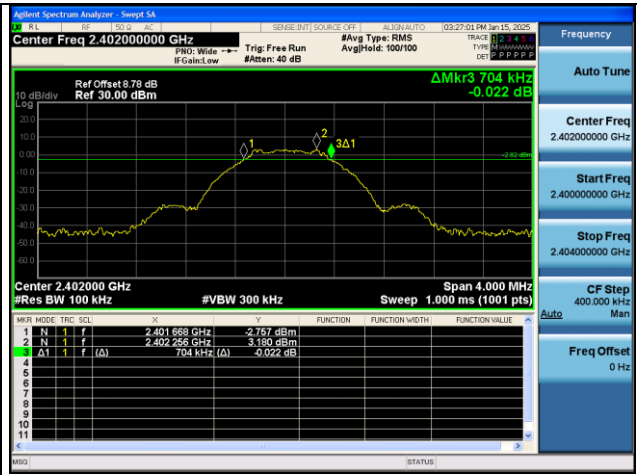 Agilent Spectrum Analyzer - Swept SA
RL RF 50 Ω AC SENSE:INT SOURCE OFF ALIGNAUTO 03:27:01 PM Jan 15, 2025
Center Freq 2.402000000 GHz
PNO: Wide
IFGain:Low
Trig: Free Run
#Atten: 40 dB
#Avg Type: RMS
Avg|Hold: 100/100
TRACE 1 2 3 4 5 6
TYPE M WWWWW
DET P P P P P P
Frequency
Ref Offset 8.78 dB
10 dB/div Ref 30.00 dBm
Log
ΔMkr3 704 kHz
-0.022 dB
20.0
10.0
0.00
-10.0
-20.0
-30.0
-40.0
-50.0
-60.0
1
2
3Δ1
-2.82 dBm
Center 2.402000 GHz Span 4.000 MHz
#Res BW 100 kHz #VBW 300 kHz Sweep 1.000 ms (1001 pts)
MKR MODE TRC SCL X Y FUNCTION FUNCTION WIDTH FUNCTION VALUE
1 N 1 f 2.401 668 GHz -2.757 dBm
2 N 1 f 2.402 256 GHz 3.180 dBm
3 Δ1 1 f (Δ) 704 kHz (Δ) -0.022 dB
4
5
6
7
8
9
10
11
MSG STATUS
Auto Tune
Center Freq
2.402000000 GHz
Start Freq
2.400000000 GHz
Stop Freq
2.404000000 GHz
CF Step
400.000 kHz
Auto Man
Freq Offset
0 Hz